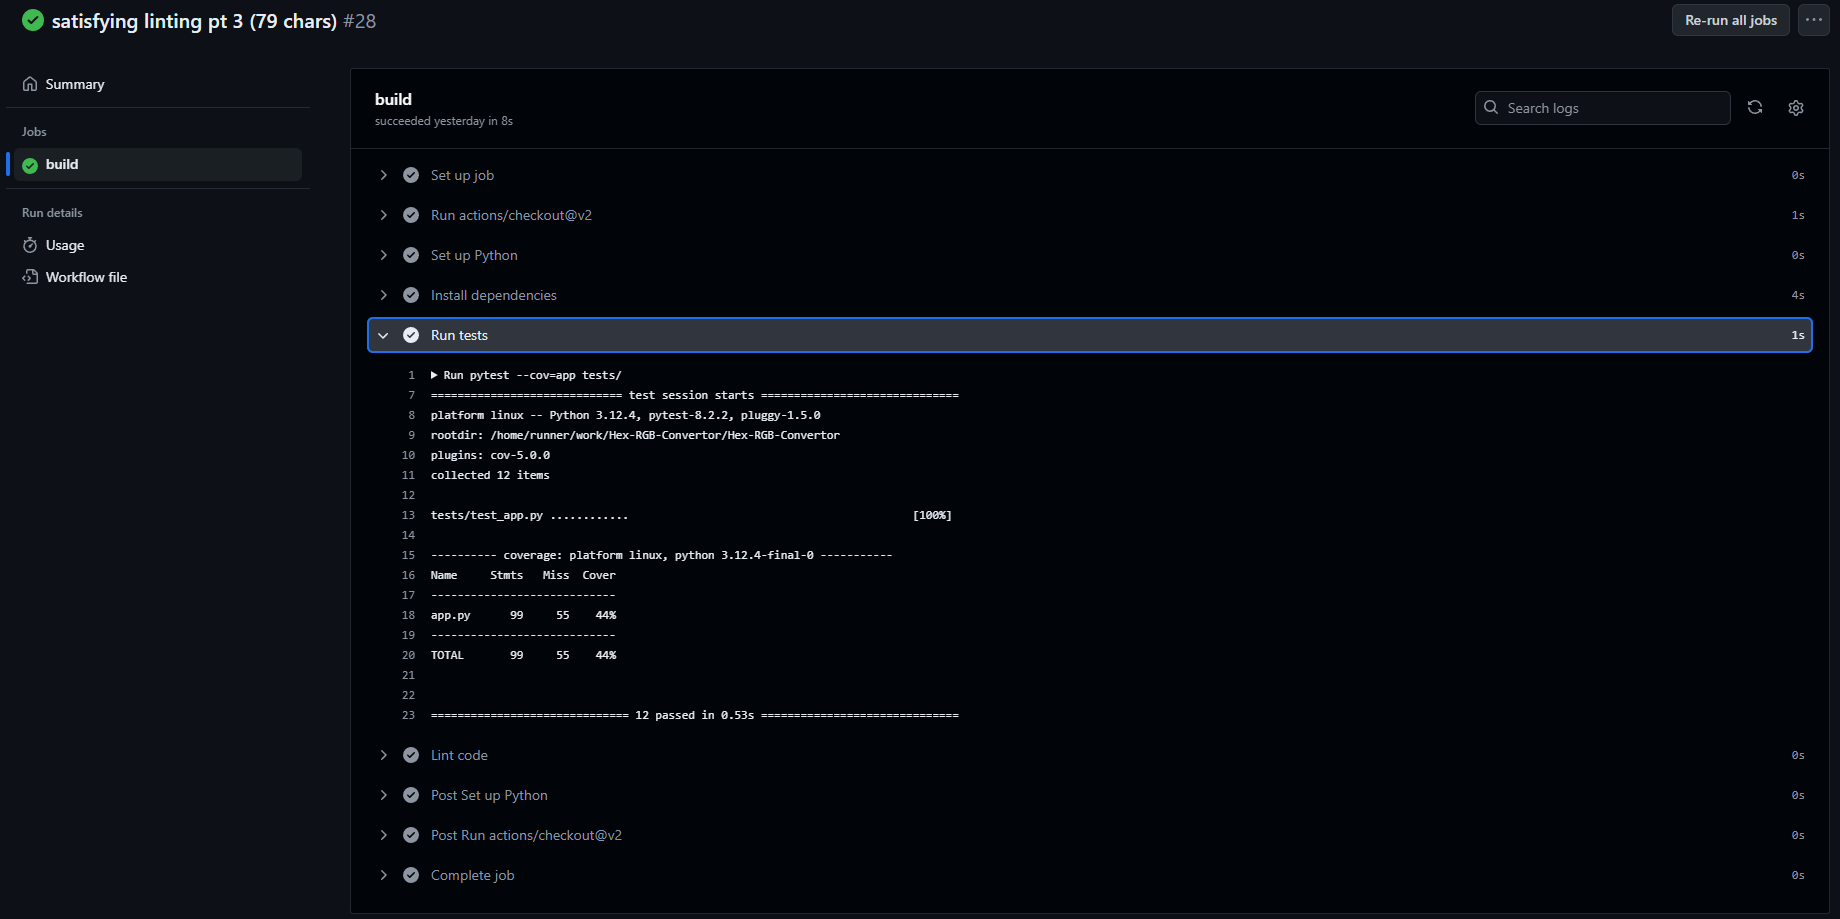 satisfying linting pt 3 (79 chars) #28
Re-run all jobs
Summary
Jobs
build
Run details
Usage
Workflow file
build
succeeded yesterday in 8s
Search logs
Set up job 0s
Run actions/checkout@v2 1s
Set up Python 0s
Install dependencies 4s
Run tests 1s
1 Run pytest --cov=app tests/
7 ============================= test session starts ==============================
8 platform linux -- Python 3.12.4, pytest-8.2.2, pluggy-1.5.0
9 rootdir: /home/runner/work/Hex-RGB-Convertor/Hex-RGB-Convertor
10 plugins: cov-5.0.0
11 collected 12 items
12
13 tests/test_app.py ............ [100%]
14
15 ---------- coverage: platform linux, python 3.12.4-final-0 -----------
16 Name Stmts Miss Cover
17 ----------------------------
18 app.py 99 55 44%
19 ----------------------------
20 TOTAL 99 55 44%
21
22
23 ============================== 12 passed in 0.53s ==============================
Lint code 0s
Post Set up Python 0s
Post Run actions/checkout@v2 0s
Complete job 0s